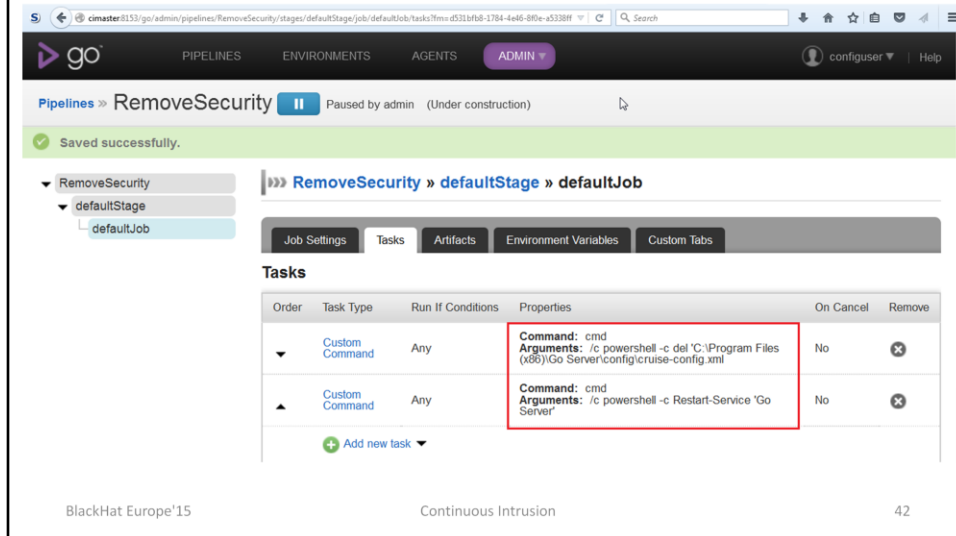 cimaster:8153/go/admin/pipelines/RemoveSecurity/stages/defaultStage/job/defaultJob/tasks?fm=d531bfb8-1784-4e46-8f0e-a5338ff
Search
go PIPELINES ENVIRONMENTS AGENTS ADMIN configuser | Help
Pipelines » RemoveSecurity Paused by admin (Under construction)
Saved successfully.
RemoveSecurity
defaultStage
defaultJob
RemoveSecurity » defaultStage » defaultJob
Job Settings Tasks Artifacts Environment Variables Custom Tabs
Tasks
Order Task Type Run If Conditions Properties On Cancel Remove
Custom Command Any No
Command: cmd
Arguments: /c powershell -c del 'C:\Program Files
(x86)\Go Server\config\cruise-config.xml
Custom Command Any No
Command: cmd
Arguments: /c powershell -c Restart-Service 'Go
Server'
Add new task
BlackHat Europe'15 Continuous Intrusion 42